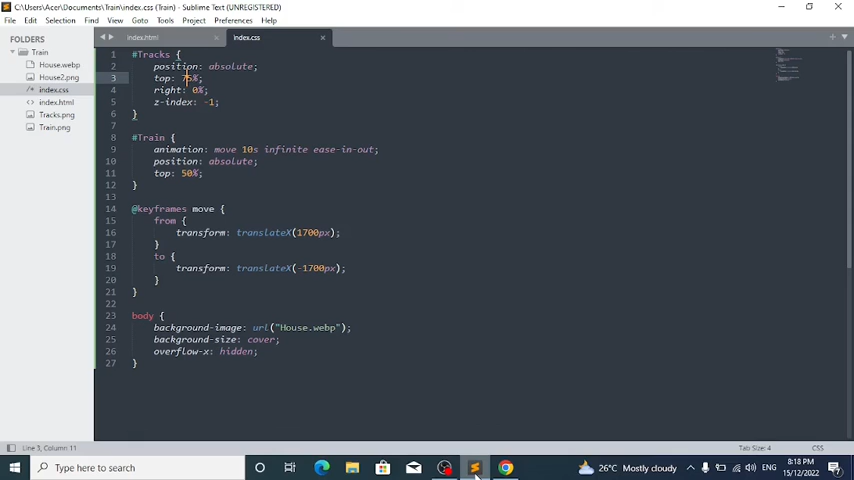 C:\Users\Acer\Documents\Train\index.css (UNREGISTERED) - Sublime Text (UNREGISTERED)
File Edit Selection Find View Goto Tools Project Preferences Help
FOLDERS
Train
House.webp
House2.png
index.css
index.html
Tracks.png
Train.png
index.html
index.css
1 #Tracks {
2 position: absolute;
3 top: 75%;
4 right: 0%;
5 z-index: -1;
6 }
7
8 #Train {
9 animation: move 10s infinite ease-in-out;
10 position: absolute;
11 top: 50%;
12 }
13
14 @keyframes move {
15 from {
16 transform: translateX(1700px);
17 }
18 to {
19 transform: translateX(-1700px);
20 }
21 }
22
23 body {
24 background-image: url("House.webp");
25 background-size: cover;
26 overflow-x: hidden;
27 }
Line 3, Column 11
Tab Size: 4
CSS
Type here to search
26°C Mostly cloudy
ENG
8:18 PM
15/12/2022
7